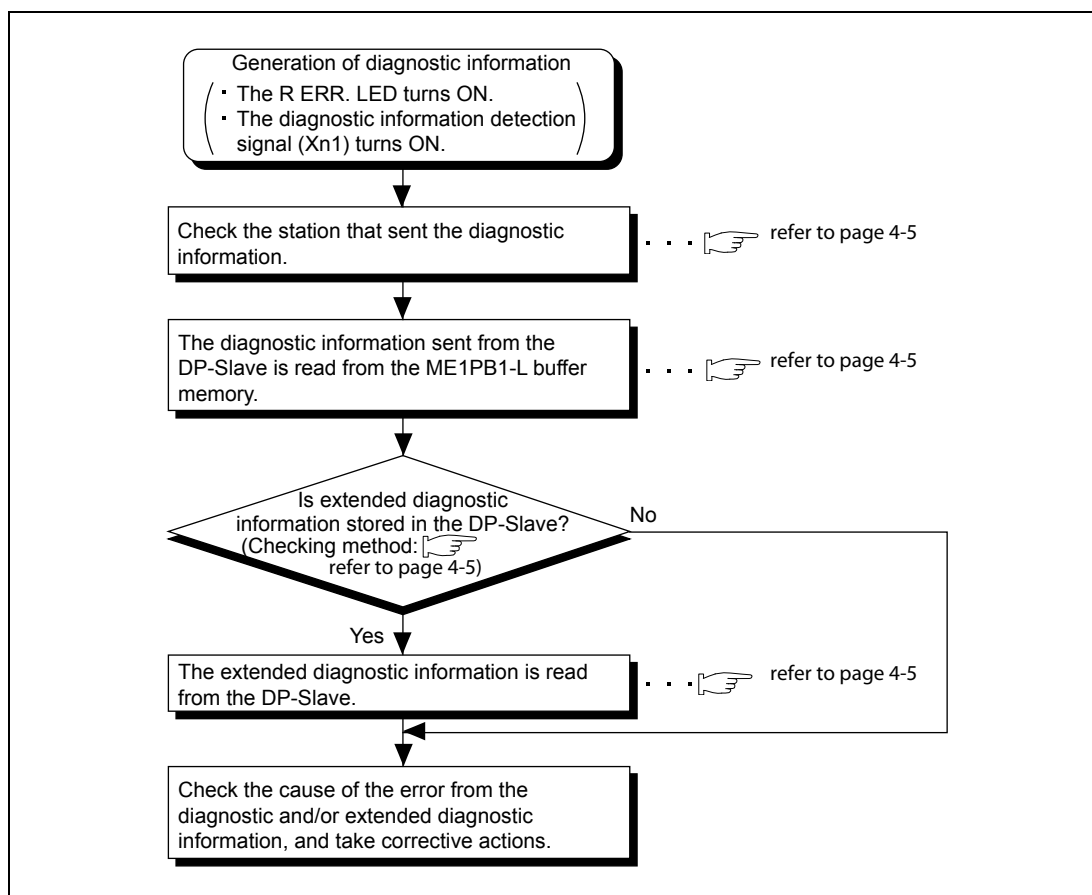 Generation of diagnostic information
· The R ERR. LED turns ON.
· The diagnostic information detection
signal (Xn1) turns ON.
Check the station that sent the diagnostic
information.
· · · refer to page 4-5
The diagnostic information sent from the
DP-Slave is read from the ME1PB1-L buffer
memory.
· · · refer to page 4-5
Is extended diagnostic
information stored in the DP-Slave?
(Checking method:
refer to page 4-5)
No
Yes
The extended diagnostic information is read
from the DP-Slave.
· · · refer to page 4-5
Check the cause of the error from the
diagnostic and/or extended diagnostic
information, and take corrective actions.